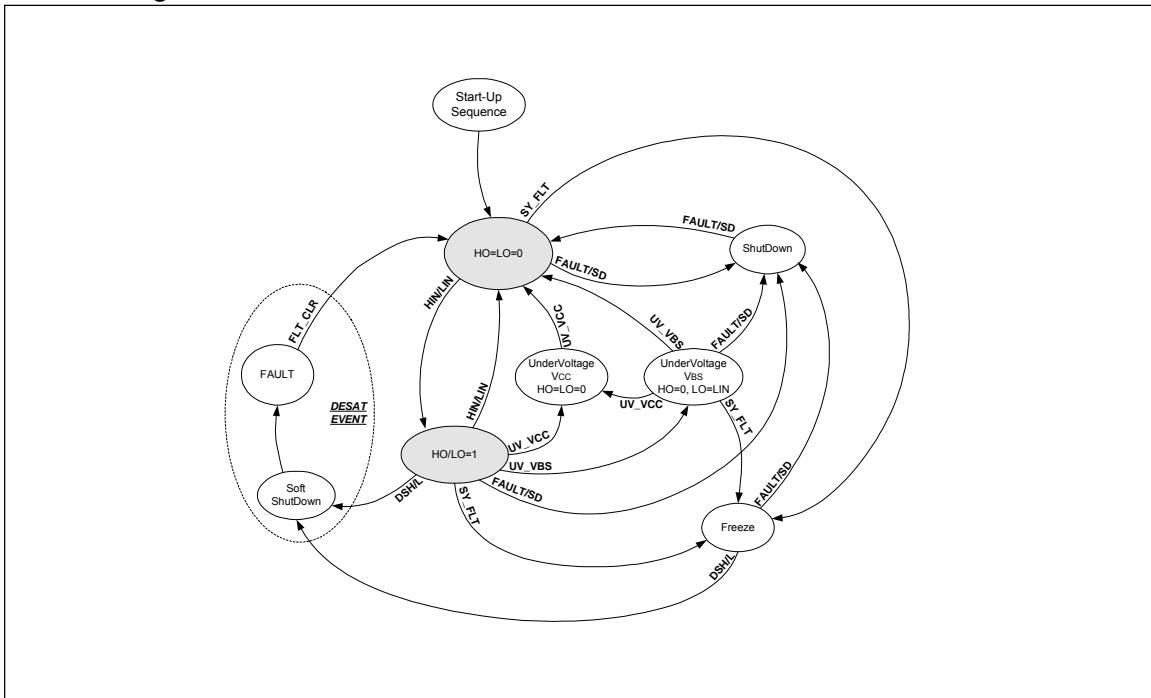 Start-Up
Sequence
SY_FLT
HO=LO=0
FAULT/SD
ShutDown
FAULT/SD
HIN/LIN
FLT_CLR
UV_VCC
UV_VBS
FAULT/SD
FAULT
UnderVoltage
VCC
HO=LO=0
UnderVoltage
VBS
HO=0, LO=LIN
DESAT
EVENT
HIN/LIN
UV_VCC
SY_FLT
HO/LO=1
UV_VCC
UV_VBS
FAULT/SD
FAULT/SD
Soft
ShutDown
DSH/L
SY_FLT
Freeze
DSH/L